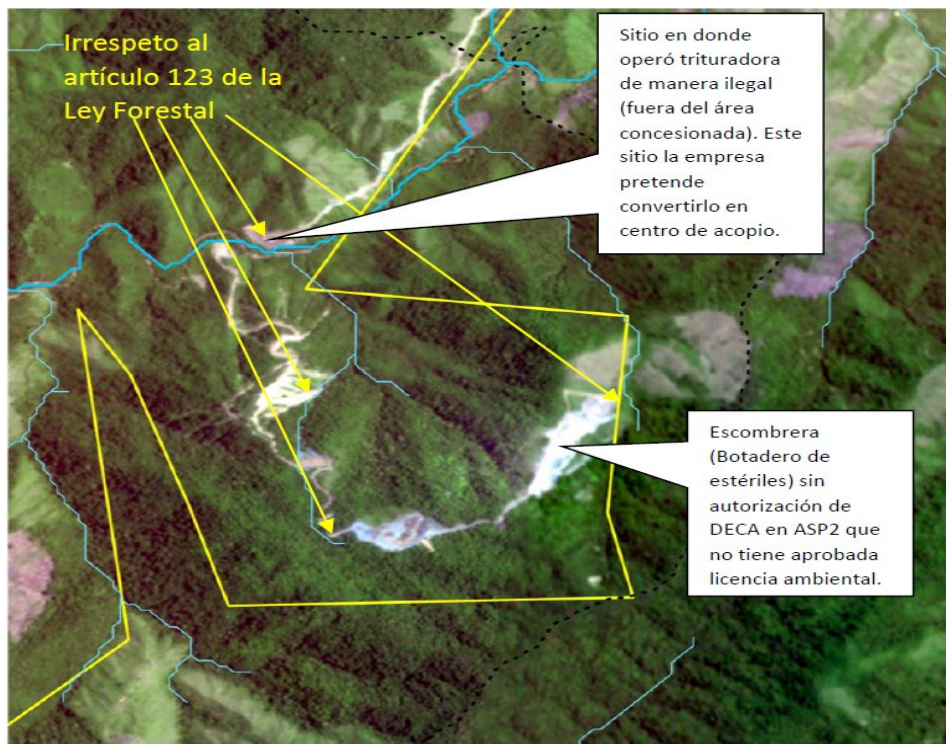 Irrespeto al
artículo 123 de la
Ley Forestal
Sitio en donde
operó trituradora
de manera ilegal
(fuera del área
concesionada). Este
sitio la empresa
pretende
convertirlo en
centro de acopio.
Escombrera
(Botadero de
estériles) sin
autorización de
DECA en ASP2 que
no tiene aprobada
licencia ambiental.